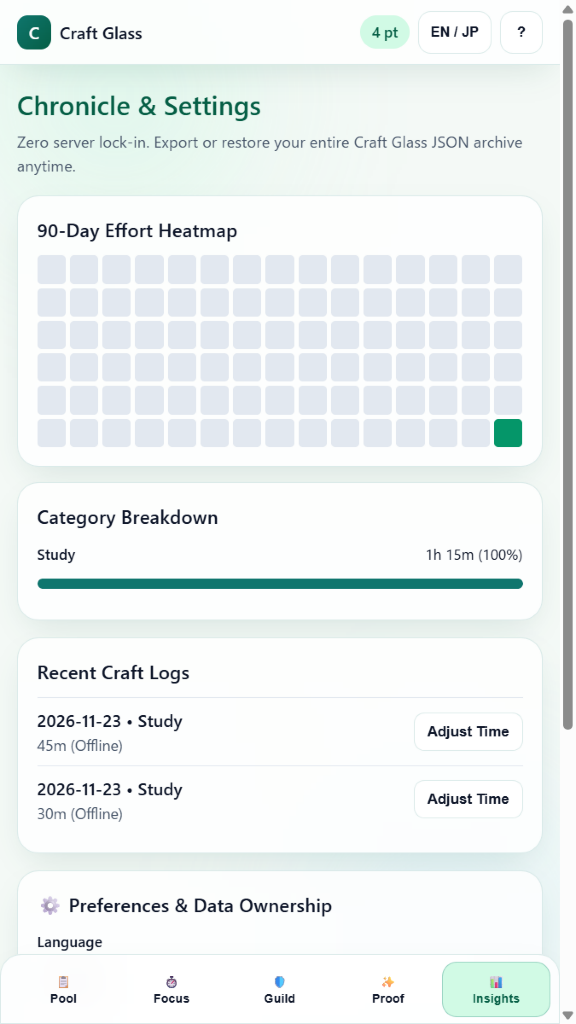 C Craft Glass 4 pt EN / JP ?
Chronicle & Settings
Zero server lock-in. Export or restore your entire Craft Glass JSON archive
anytime.
90-Day Effort Heatmap
Category Breakdown
Study 1h 15m (100%)
Recent Craft Logs
2026-11-23 • Study
45m (Offline)
Adjust Time
2026-11-23 • Study
30m (Offline)
Adjust Time
Preferences & Data Ownership
Language
Pool Focus Guild Proof Insights